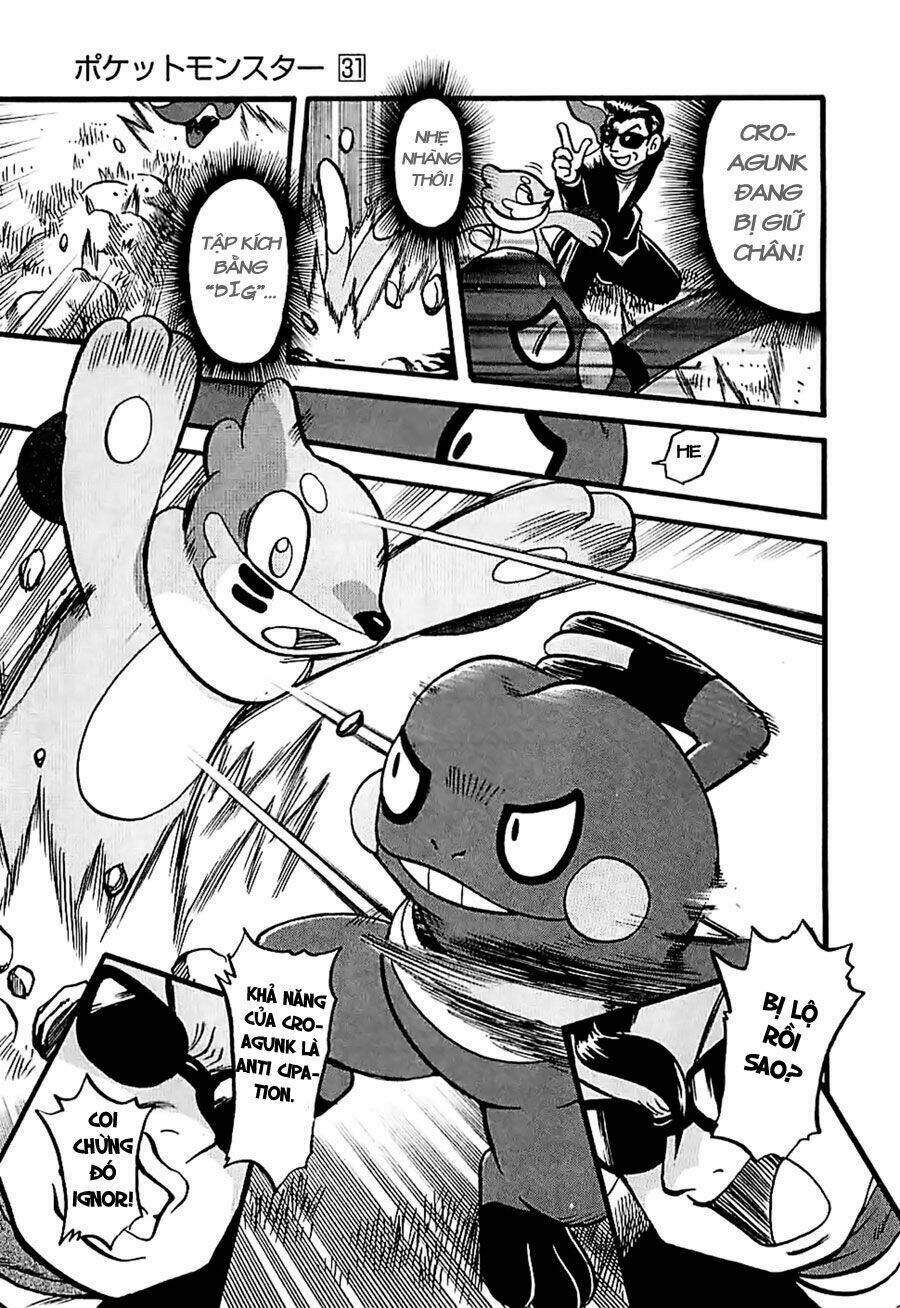 ポケットモンスター 31
CRO-
AGUNK
ĐANG
BỊ GIỮ
CHÂN!
NHẸ
NHÀNG
THÔI!
TẬP KÍCH
BẰNG
"DIG"...
HE
BỊ LỘ
RỒI
SAO?
KHẢ NĂNG
CỦA CRO-
AGUNK LÀ
ANTI CIPA-
TION.
COI
CHỪNG
ĐÓ
IGNOR!